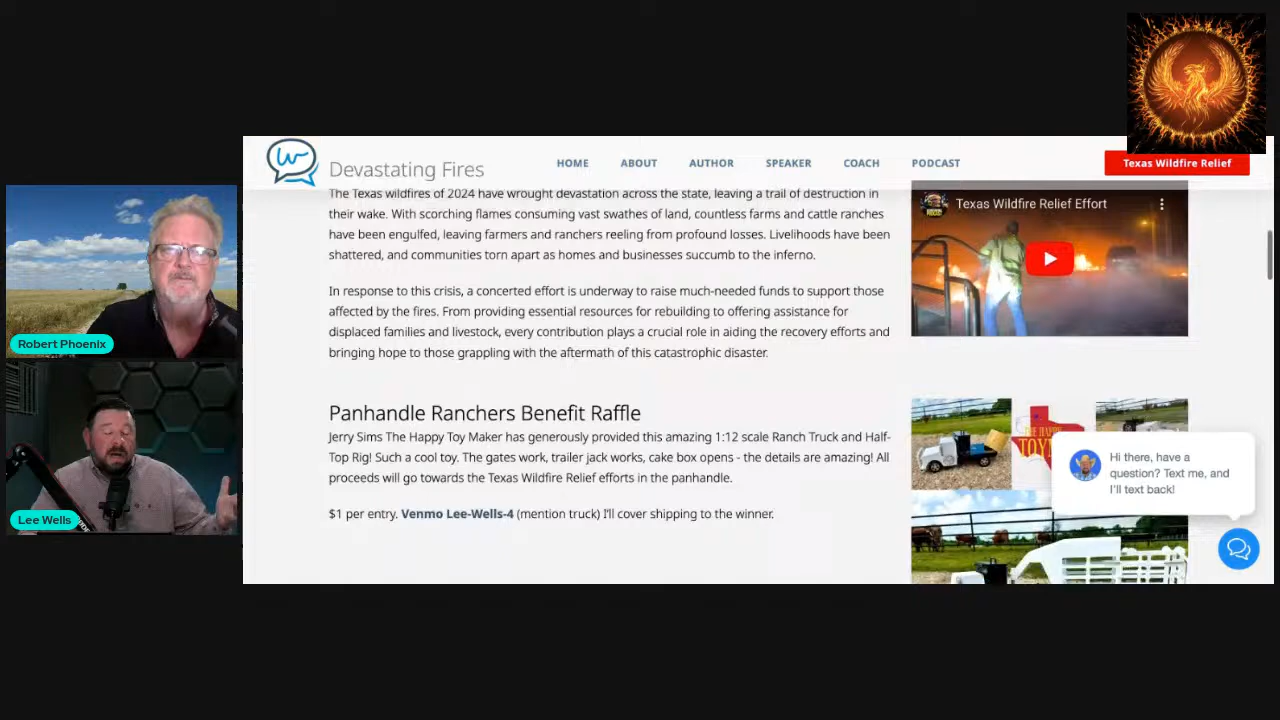 Devastating Fires
HOME
ABOUT
AUTHOR
SPEAKER
COACH
PODCAST
Texas Wildfire Relief
The Texas wildfires of 2024 have wrought devastation across the state, leaving a trail of destruction in
their wake. With scorching flames consuming vast swathes of land, countless farms and cattle ranches
have been engulfed, leaving farmers and ranchers reeling from profound losses. Livelihoods have been
shattered, and communities torn apart as homes and businesses succumb to the inferno.
Texas Wildfire Relief Effort
In response to this crisis, a concerted effort is underway to raise much-needed funds to support those
affected by the fires. From providing essential resources for rebuilding to offering assistance for
displaced families and livestock, every contribution plays a crucial role in aiding the recovery efforts and
bringing hope to those grappling with the aftermath of this catastrophic disaster.
Robert Phoenix
Panhandle Ranchers Benefit Raffle
Jerry Sims The Happy Toy Maker has generously provided this amazing 1:12 scale Ranch Truck and Half-
Top Rig! Such a cool toy. The gates work, trailer jack works, cake box opens - the details are amazing! All
proceeds will go towards the Texas Wildfire Relief efforts in the panhandle.
$1 per entry. Venmo Lee-Wells-4 (mention truck) I'll cover shipping to the winner.
Hi there, have a
question? Text me, and
I'll text back!
Lee Wells